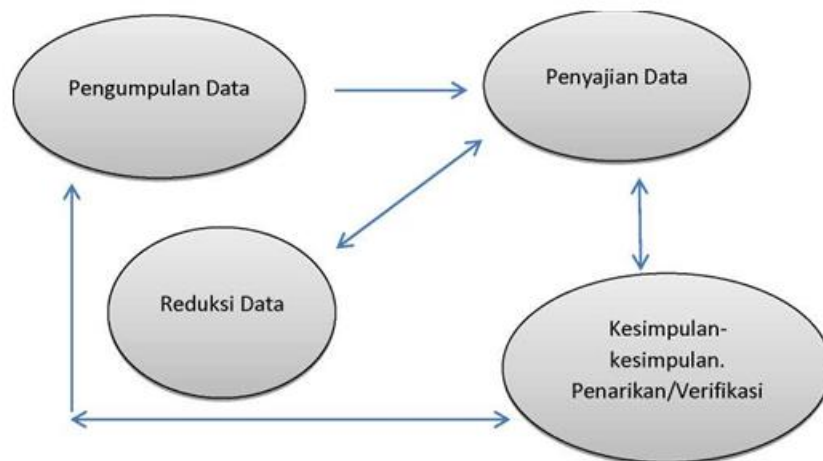 Pengumpulan Data
Penyajian Data
Reduksi Data
Kesimpulan-
kesimpulan.
Penarikan/Verifikasi